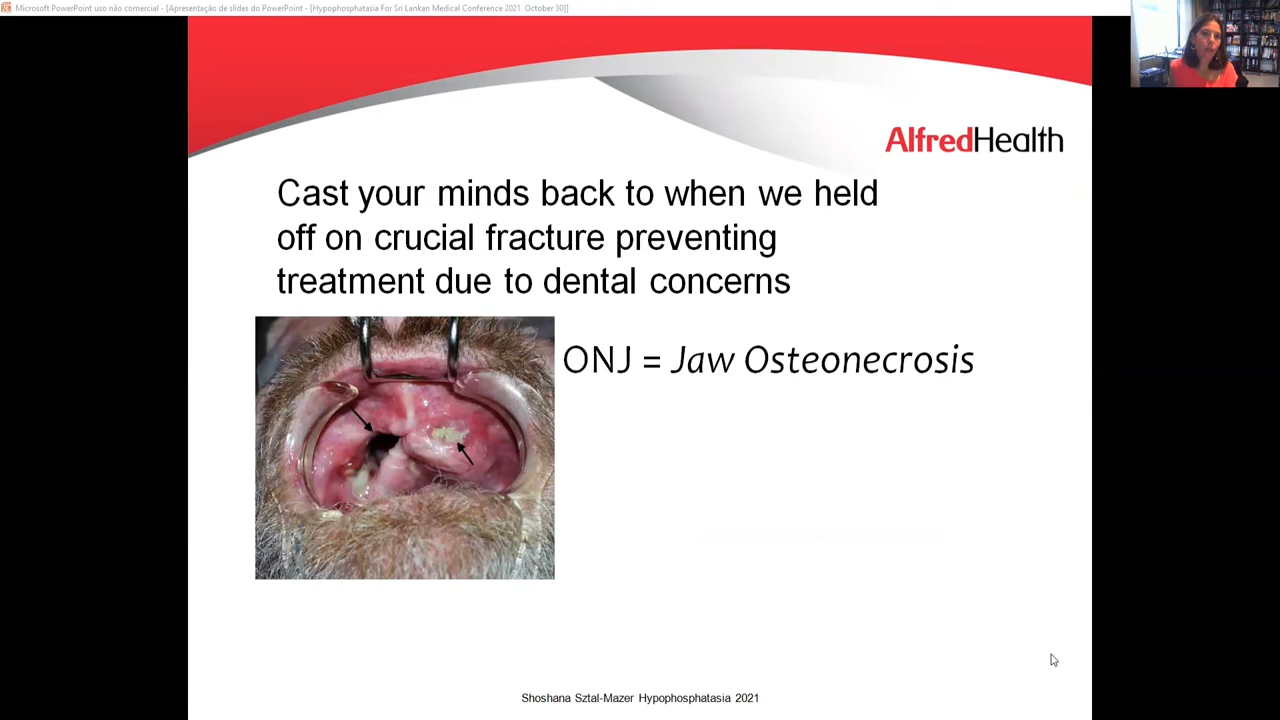 Microsoft PowerPoint uso não comercial - [Apresentação de slides do PowerPoint - [Hypophosphatasia For Sri Lankan Medical Conference 2021  October 30]]
AlfredHealth
Cast your minds back to when we held
off on crucial fracture preventing
treatment due to dental concerns
ONJ = Jaw Osteonecrosis
Shoshana Sztal-Mazer Hypophosphatasia 2021